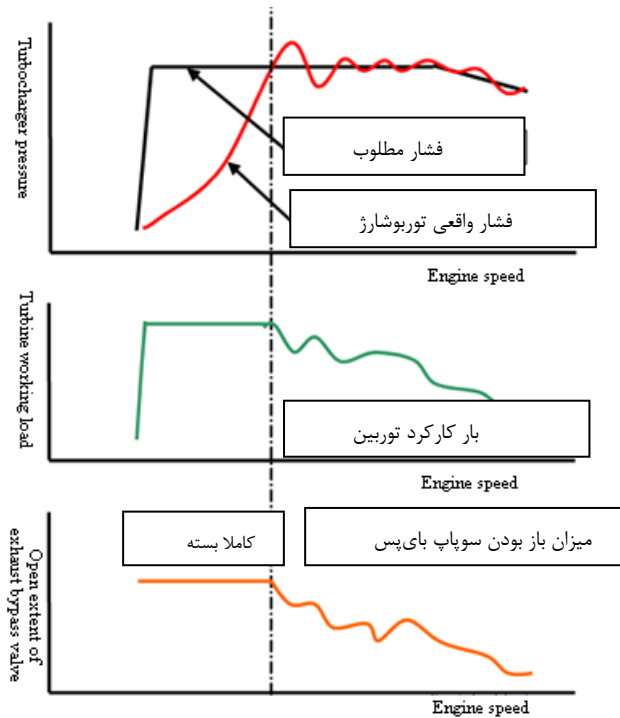 Turbocharger
pressure
فشار مطلوب
فشار واقعی توربوشارژ
Engine speed
Turbine working
load
بار کارکرد توربین
Engine speed
Open extent of
exhaust bypass
valve
کاملا بسته
میزان باز بودن سوپاپ بای‌پس
Engine speed